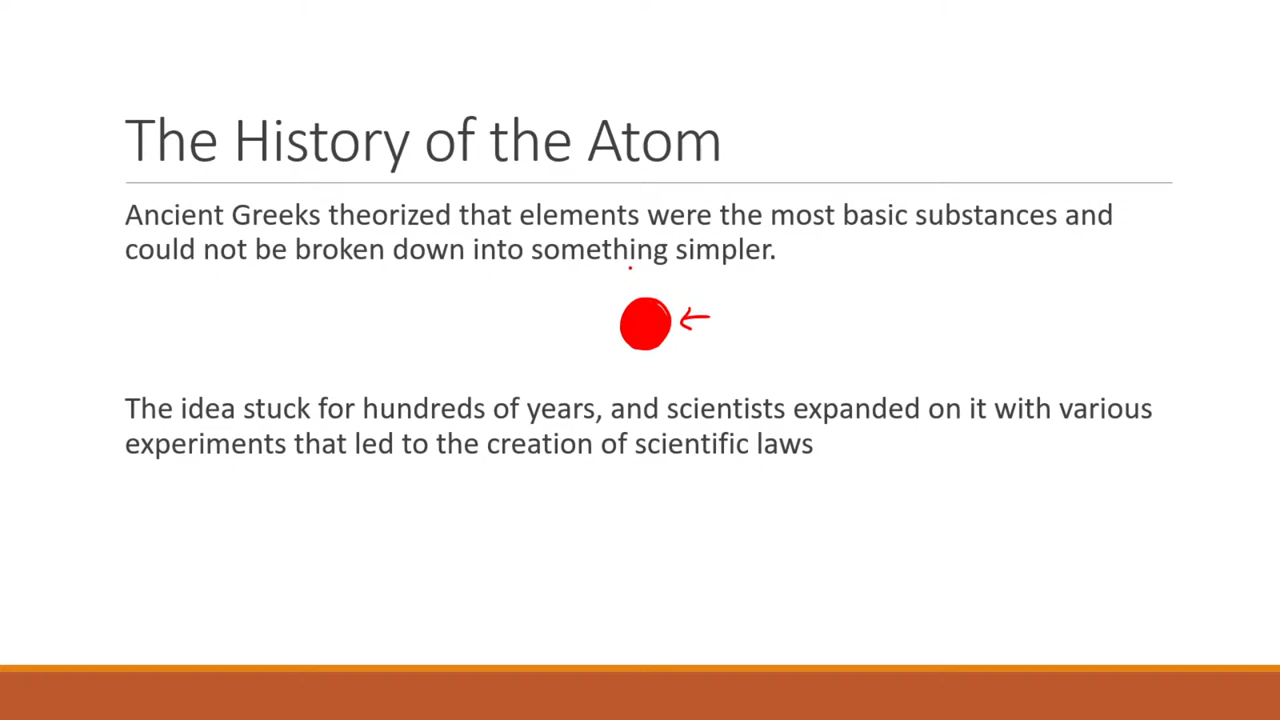 The History of the Atom
Ancient Greeks theorized that elements were the most basic substances and
could not be broken down into something simpler.
The idea stuck for hundreds of years, and scientists expanded on it with various
experiments that led to the creation of scientific laws